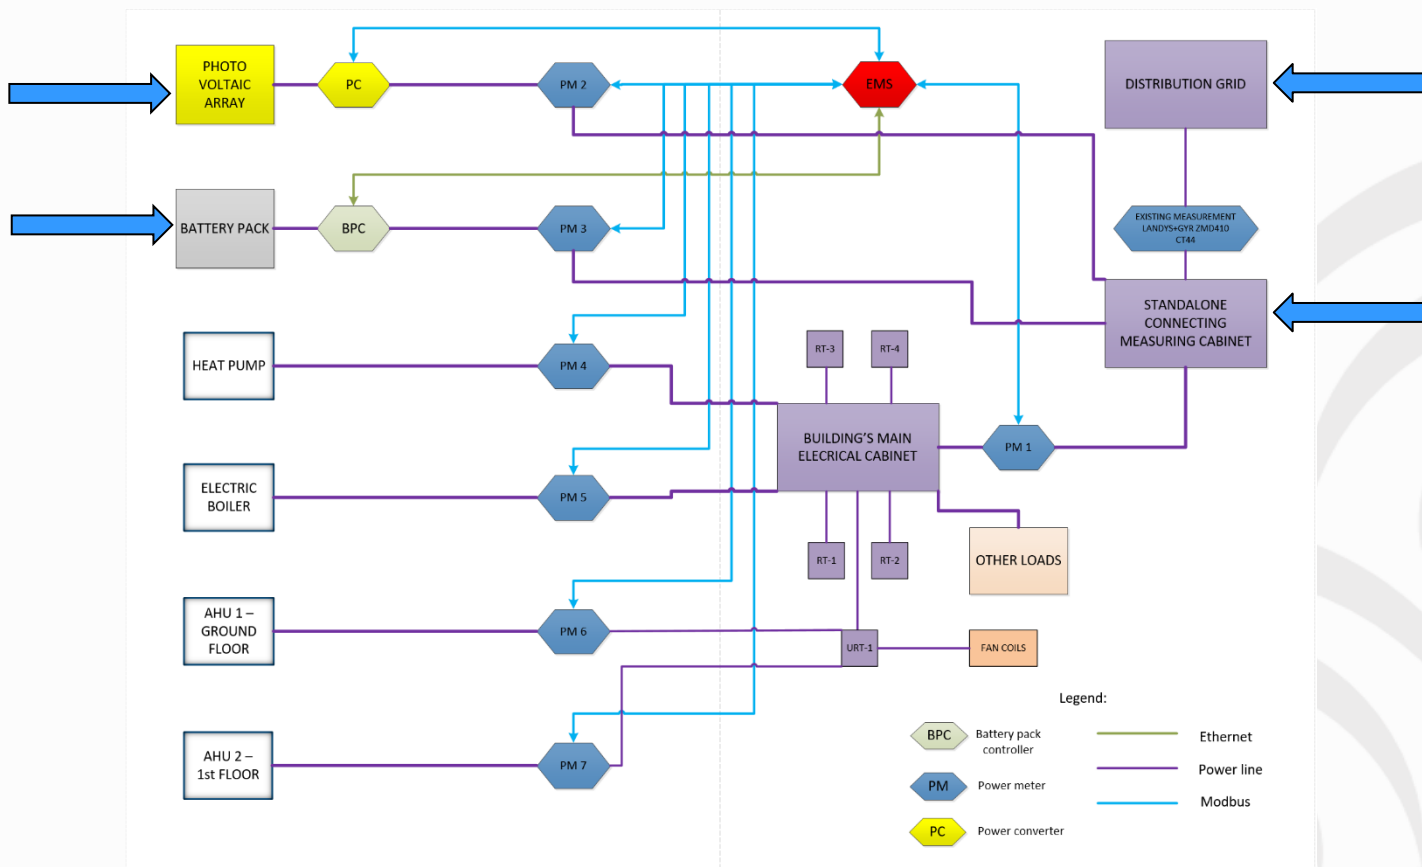 PHOTO
VOLTAIC
ARRAY
PC
PM 2
EMS
DISTRIBUTION GRID
BATTERY PACK
BPC
PM 3
EXISTING MEASUREMENT
LANDYS+GYR ZMD410
CT44
STANDALONE
CONNECTING
MEASURING CABINET
HEAT PUMP
PM 4
RT-3
RT-4
BUILDING'S MAIN
ELECRICAL CABINET
PM 1
ELECTRIC
BOILER
PM 5
RT-1
RT-2
OTHER LOADS
AHU 1 –
GROUND
FLOOR
PM 6
URT-1
FAN COILS
AHU 2 –
1st FLOOR
PM 7
Legend:
BPC
Battery pack
controller
Ethernet
PM
Power meter
Power line
PC
Power converter
Modbus